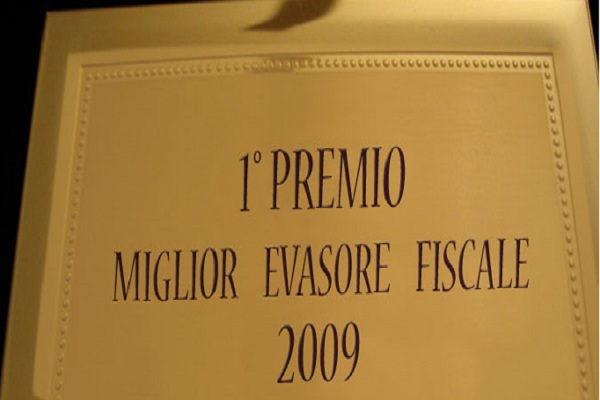 1° PREMIO
MIGLIOR EVASORE FISCALE
2009